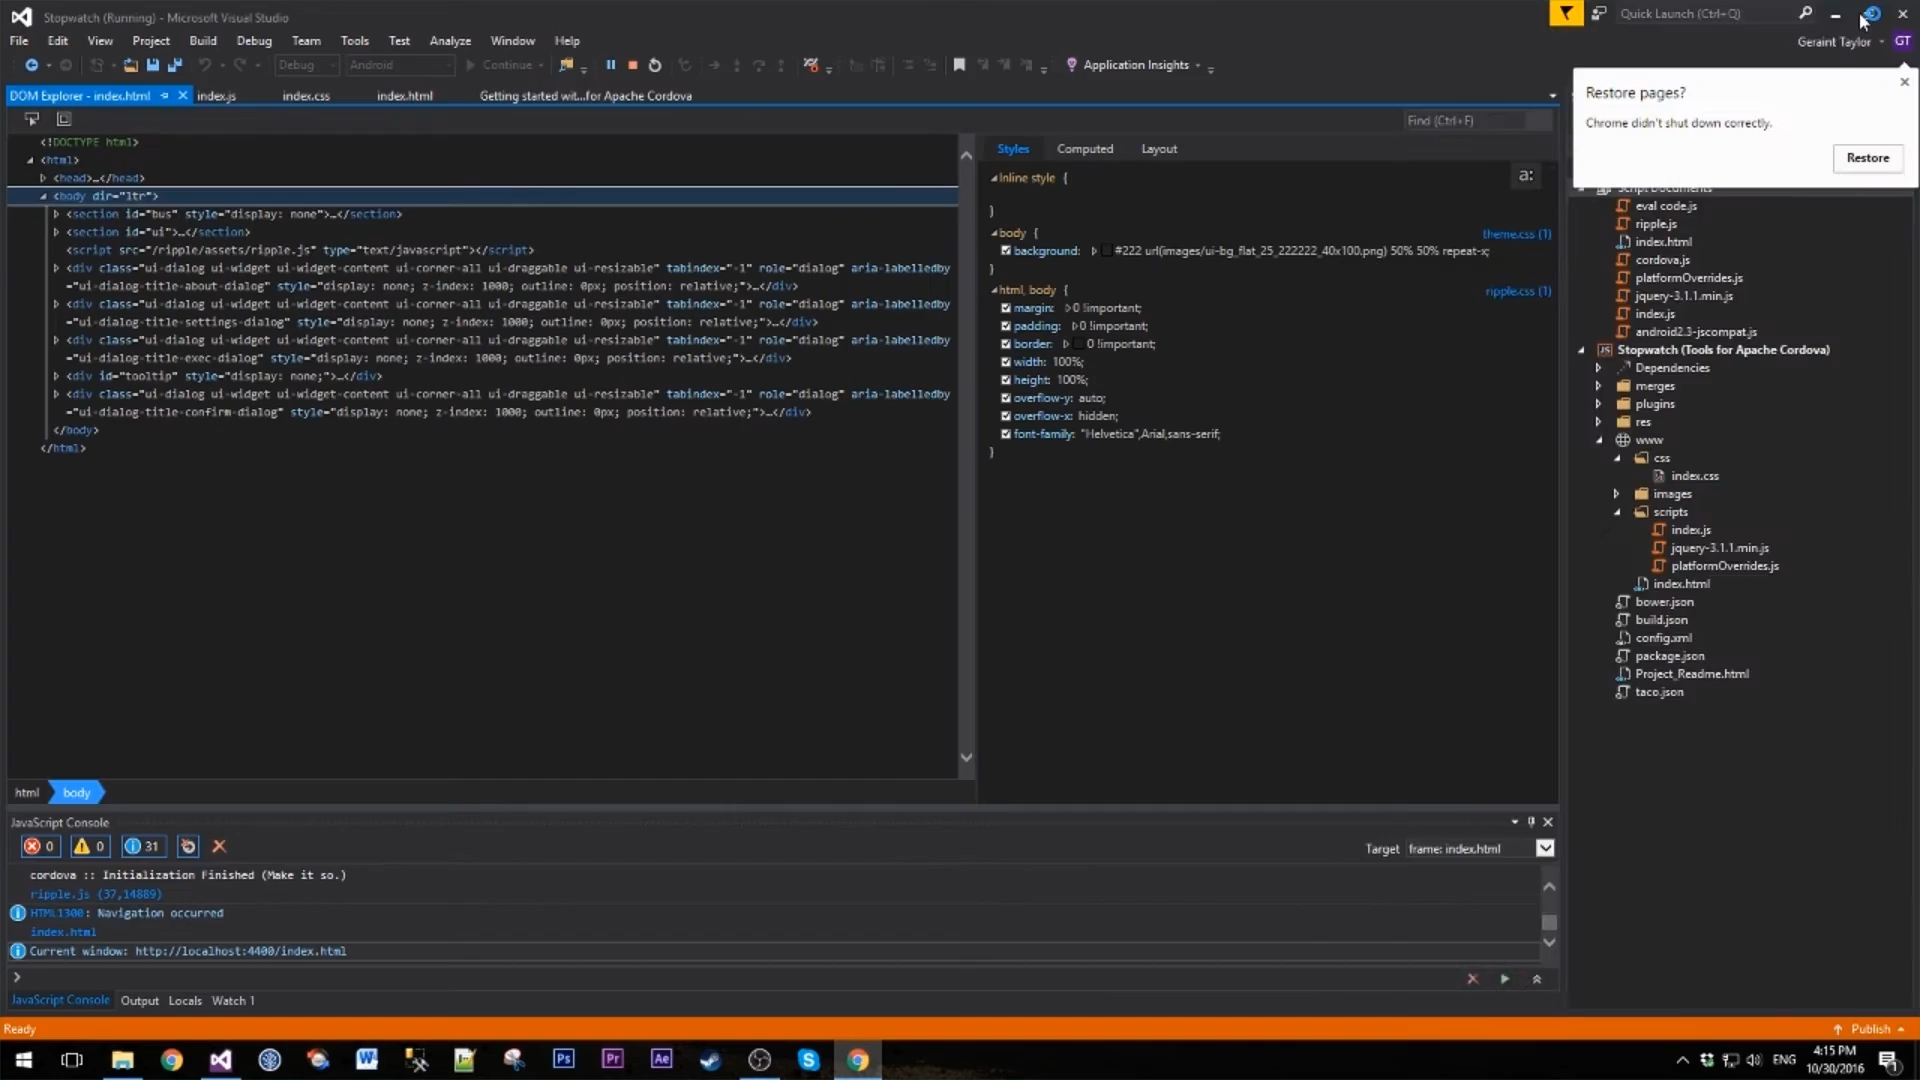 Stopwatch (Running) - Microsoft Visual Studio
Quick Launch (Ctrl+Q)
File Edit View Project Build Debug Team Tools Test Analyze Window Help
Geraint Taylor GT
Debug Android Continue Application Insights
DOM Explorer - index.html index.js index.css index.html Getting started wit...for Apache Cordova
Restore pages?
Chrome didn't shut down correctly.
Restore
Find (Ctrl+F)
<!DOCTYPE html>
<html>
<head>…</head>
<body dir="ltr">
<section id="bus" style="display: none">…</section>
<section id="ui">…</section>
<script src="/ripple/assets/ripple.js" type="text/javascript"></script>
<div class="ui-dialog ui-widget ui-widget-content ui-corner-all ui-draggable ui-resizable" tabindex="-1" role="dialog" aria-labelledby
="ui-dialog-title-about-dialog" style="display: none; z-index: 1000; outline: 0px; position: relative;">…</div>
<div class="ui-dialog ui-widget ui-widget-content ui-corner-all ui-draggable ui-resizable" tabindex="-1" role="dialog" aria-labelledby
="ui-dialog-title-settings-dialog" style="display: none; z-index: 1000; outline: 0px; position: relative;">…</div>
<div class="ui-dialog ui-widget ui-widget-content ui-corner-all ui-draggable ui-resizable" tabindex="-1" role="dialog" aria-labelledby
="ui-dialog-title-exec-dialog" style="display: none; z-index: 1000; outline: 0px; position: relative;">…</div>
<div id="tooltip" style="display: none;">…</div>
<div class="ui-dialog ui-widget ui-widget-content ui-corner-all ui-draggable ui-resizable" tabindex="-1" role="dialog" aria-labelledby
="ui-dialog-title-confirm-dialog" style="display: none; z-index: 1000; outline: 0px; position: relative;">…</div>
</body>
</html>
Styles Computed Layout
Inline style {
a:
}
body {
theme.css (1)
background: #222 url(images/ui-bg_flat_25_222222_40x100.png) 50% 50% repeat-x;
}
html, body {
ripple.css (1)
margin: 0 !important;
padding: 0 !important;
border: 0 !important;
width: 100%;
height: 100%;
overflow-y: auto;
overflow-x: hidden;
font-family: "Helvetica",Arial,sans-serif;
}
Script Documents
eval code.js
ripple.js
index.html
cordova.js
platformOverrides.js
jquery-3.1.1.min.js
index.js
android2.3-jscompat.js
JS Stopwatch (Tools for Apache Cordova)
Dependencies
merges
plugins
res
www
css
index.css
images
scripts
index.js
jquery-3.1.1.min.js
platformOverrides.js
index.html
bower.json
build.json
config.xml
package.json
Project_Readme.html
taco.json
html body
JavaScript Console
0 0 31
Target frame: index.html
cordova :: Initialization Finished (Make it so.)
ripple.js (37,14889)
HTML1300: Navigation occurred
index.html
Current window: http://localhost:4400/index.html
JavaScript Console Output Locals Watch 1
Ready
Publish
Ps Pr Ae
ENG
4:15 PM
10/30/2016
1